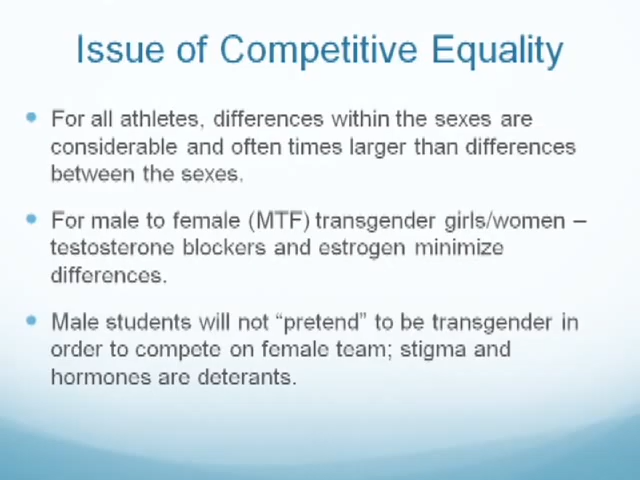 Issue of Competitive Equality
For all athletes, differences within the sexes are
considerable and often times larger than differences
between the sexes.
For male to female (MTF) transgender girls/women –
testosterone blockers and estrogen minimize
differences.
Male students will not “pretend” to be transgender in
order to compete on female team; stigma and
hormones are deterants.